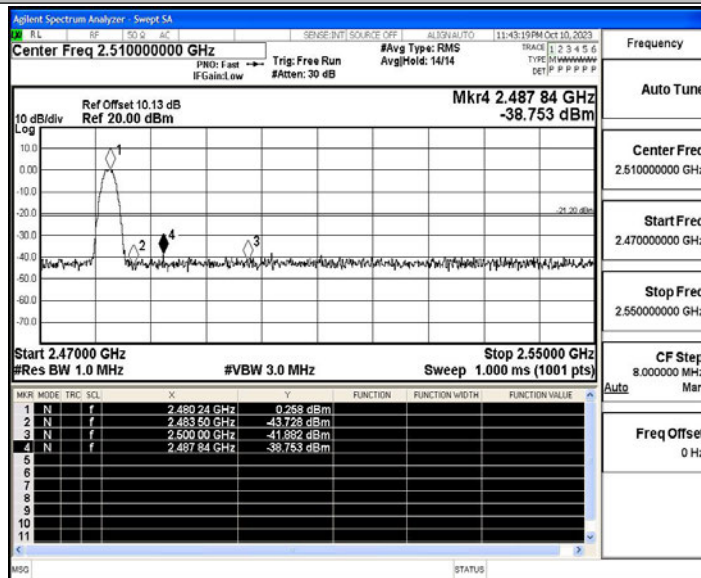 Agilent Spectrum Analyzer - Swept SA
RL RF 50 Ω AC SENSE:INT SOURCE OFF ALIGNAUTO 11:43:19PM Oct 10, 2023
Center Freq 2.510000000 GHz
PNO: Fast
IFGain:Low
Trig: Free Run
#Atten: 30 dB
#Avg Type: RMS
Avg|Hold: 14/14
TRACE 1 2 3 4 5 6
TYPE M
DET P P P P P P
Ref Offset 10.13 dB
Ref 20.00 dBm
10 dB/div
Log
Mkr4 2.487 84 GHz
-38.753 dBm
10.0
0.00
-10.0
-20.0
-30.0
-40.0
-50.0
-60.0
-70.0
1
2
4
3
-21.20 dBm
Start 2.47000 GHz
Stop 2.55000 GHz
#Res BW 1.0 MHz
#VBW 3.0 MHz
Sweep 1.000 ms (1001 pts)
MKR MODE TRC SCL X Y FUNCTION FUNCTION WIDTH FUNCTION VALUE
1 N f 2.480 24 GHz 0.258 dBm
2 N f 2.483 50 GHz -43.728 dBm
3 N f 2.500 00 GHz -41.882 dBm
4 N f 2.487 84 GHz -38.753 dBm
5
6
7
8
9
10
11
MSG
STATUS
Frequency
Auto Tune
Center Freq
2.510000000 GHz
Start Freq
2.470000000 GHz
Stop Freq
2.550000000 GHz
CF Step
8.000000 MHz
Auto Man
Freq Offset
0 Hz